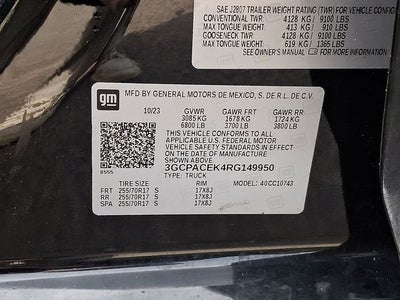 SAE J2807 TRAILER WEIGHT RATING (TWR) FOR VEHICLE CONFIG
CONVENTIONAL TWR 4128 KG / 9100 LBS
MAX TONGUE WEIGHT 413 KG / 910 LBS
GOOSENECK TWR 4128 KG / 9100 LBS
MAX TONGUE WEIGHT 619 KG / 1365 LBS
SEE OWNER'S MANUAL FOR MORE INFORMATION
gm
MFD BY GENERAL MOTORS DE MEXICO, S. DE R.L. DE C.V.
10/23 GVWR GAWR FRT GAWR RR
3085 KG 1678 KG 1724 KG
6800 LB 3700 LB 3800 LB
THIS VEHICLE CONFORMS TO ALL
APPLICABLE U.S. FEDERAL MOTOR
VEHICLE SAFETY STANDARDS IN EFFECT
ON THE DATE OF MANUFACTURE
3GCPACEK4RG149950
8555 TYPE: TRUCK
TIRE SIZE RIM MODEL: 40CC10743
FRT 255/70R17 S 17X8J
RR 255/70R17 S 17X8J
SPA 255/70R17 S 17X8J